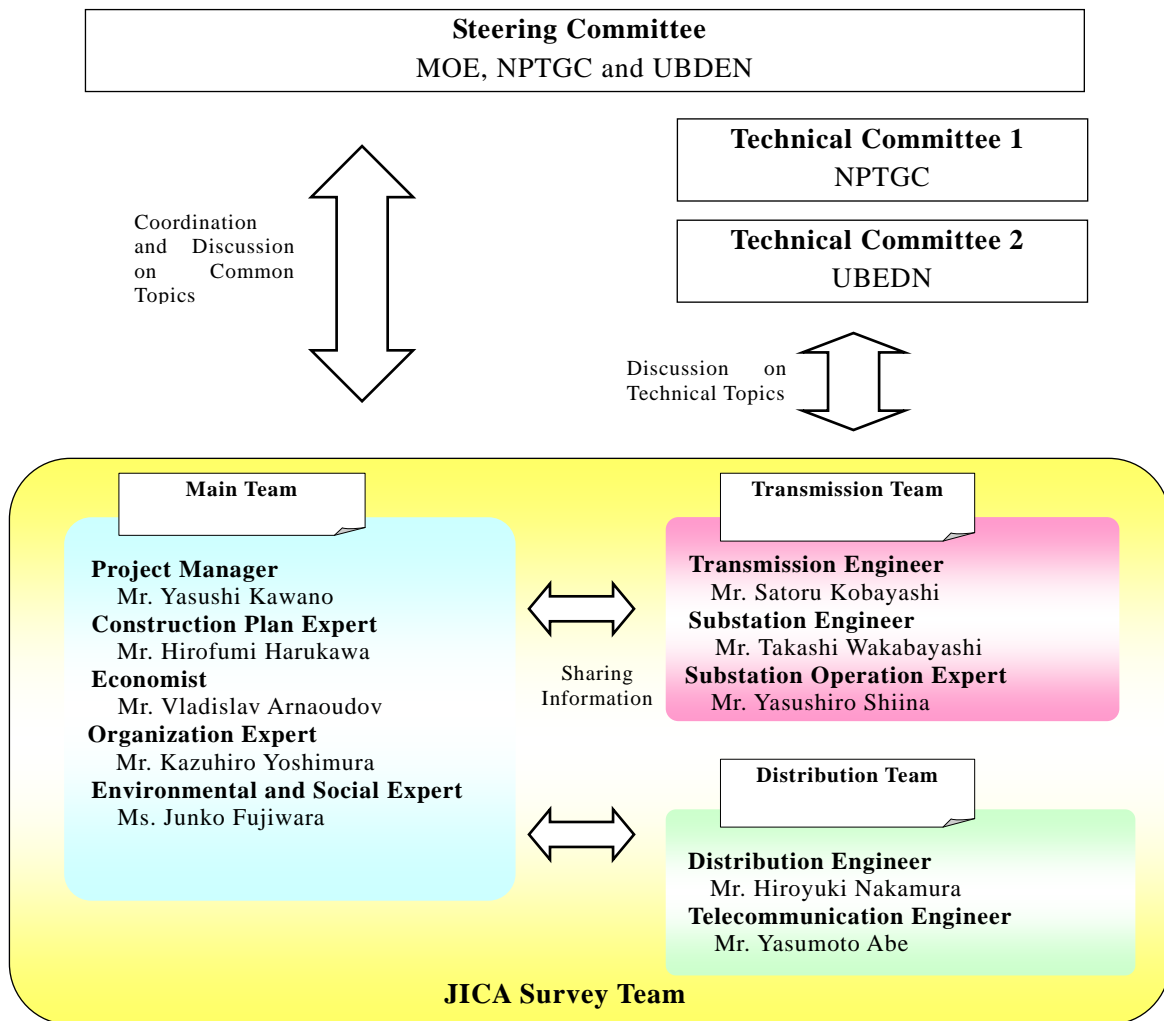 Steering Committee
MOE, NPTGC and UBDEN
Technical Committee 1
NPTGC
Technical Committee 2
UBEDN
Coordination
and Discussion
on Common
Topics
Discussion on
Technical Topics
Main Team
Project Manager
Mr. Yasushi Kawano
Construction Plan Expert
Mr. Hirofumi Harukawa
Economist
Mr. Vladislav Arnaoudov
Organization Expert
Mr. Kazuhiro Yoshimura
Environmental and Social Expert
Ms. Junko Fujiwara
Sharing
Information
Transmission Team
Transmission Engineer
Mr. Satoru Kobayashi
Substation Engineer
Mr. Takashi Wakabayashi
Substation Operation Expert
Mr. Yasushiro Shiina
Distribution Team
Distribution Engineer
Mr. Hiroyuki Nakamura
Telecommunication Engineer
Mr. Yasumoto Abe
JICA Survey Team